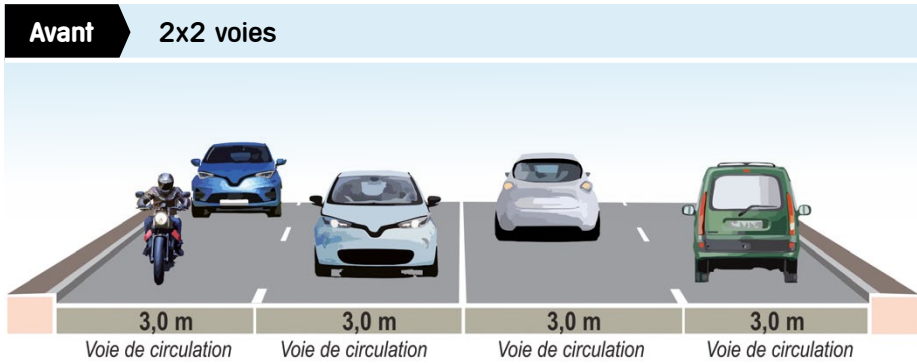 Avant 2x2 voies
3,0 m 3,0 m 3,0 m 3,0 m
Voie de circulation Voie de circulation Voie de circulation Voie de circulation